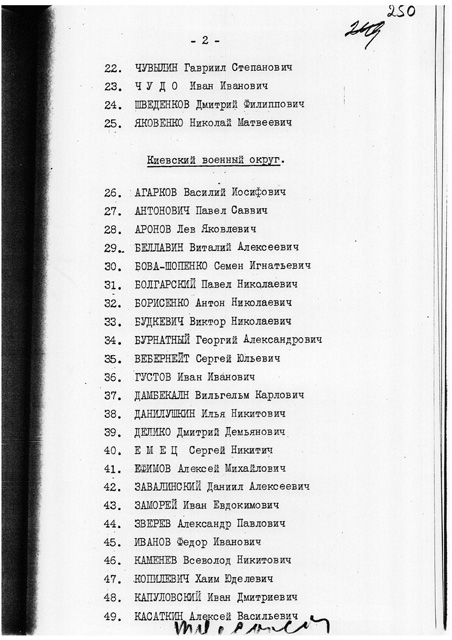 250
249
- 2 -
22. ЧУВЫЛИН Гавриил Степанович
23. Ч У Д О Иван Иванович
24. ШВЕДЕНКОВ Дмитрий Филиппович
25. ЯКОВЕНКО Николай Матвеевич
Киевский военный округ.
26. АГАРКОВ Василий Иосифович
27. АНТОНОВИЧ Павел Саввич
28. АРОНОВ Лев Яковлевич
29. БЕЛЛАВИН Виталий Алексеевич
30. БОВА-ШОПЕНКО Семен Игнатьевич
31. БОЛГАРСКИЙ Павел Николаевич
32. БОРИСЕНКО Антон Николаевич
33. БУДКЕВИЧ Виктор Николаевич
34. БУРНАТНЫЙ Георгий Александрович
35. ВЕБЕРНЕЙТ Сергей Юльевич
36. ГУСТОВ Иван Иванович
37. ДАМБЕКАЛН Вильгельм Карлович
38. ДАНИЛУШКИН Илья Никитович
39. ДЕЛИКО Дмитрий Демьянович
40. Е М Е Ц Сергей Никитич
41. ЕФИМОВ Алексей Михайлович
42. ЗАВАЛИНСКИЙ Даниил Алексеевич
43. ЗАМОРЕЙ Иван Евдокимович
44. ЗВЕРЕВ Александр Павлович
45. ИВАНОВ Федор Иванович
46. КАМЕНЕВ Всеволод Никитович
47. КОПИЛЕВИЧ Хаим Юделевич
48. КАПУЛОВСКИЙ Иван Дмитриевич
49. КАСАТКИН Алексей Васильевич